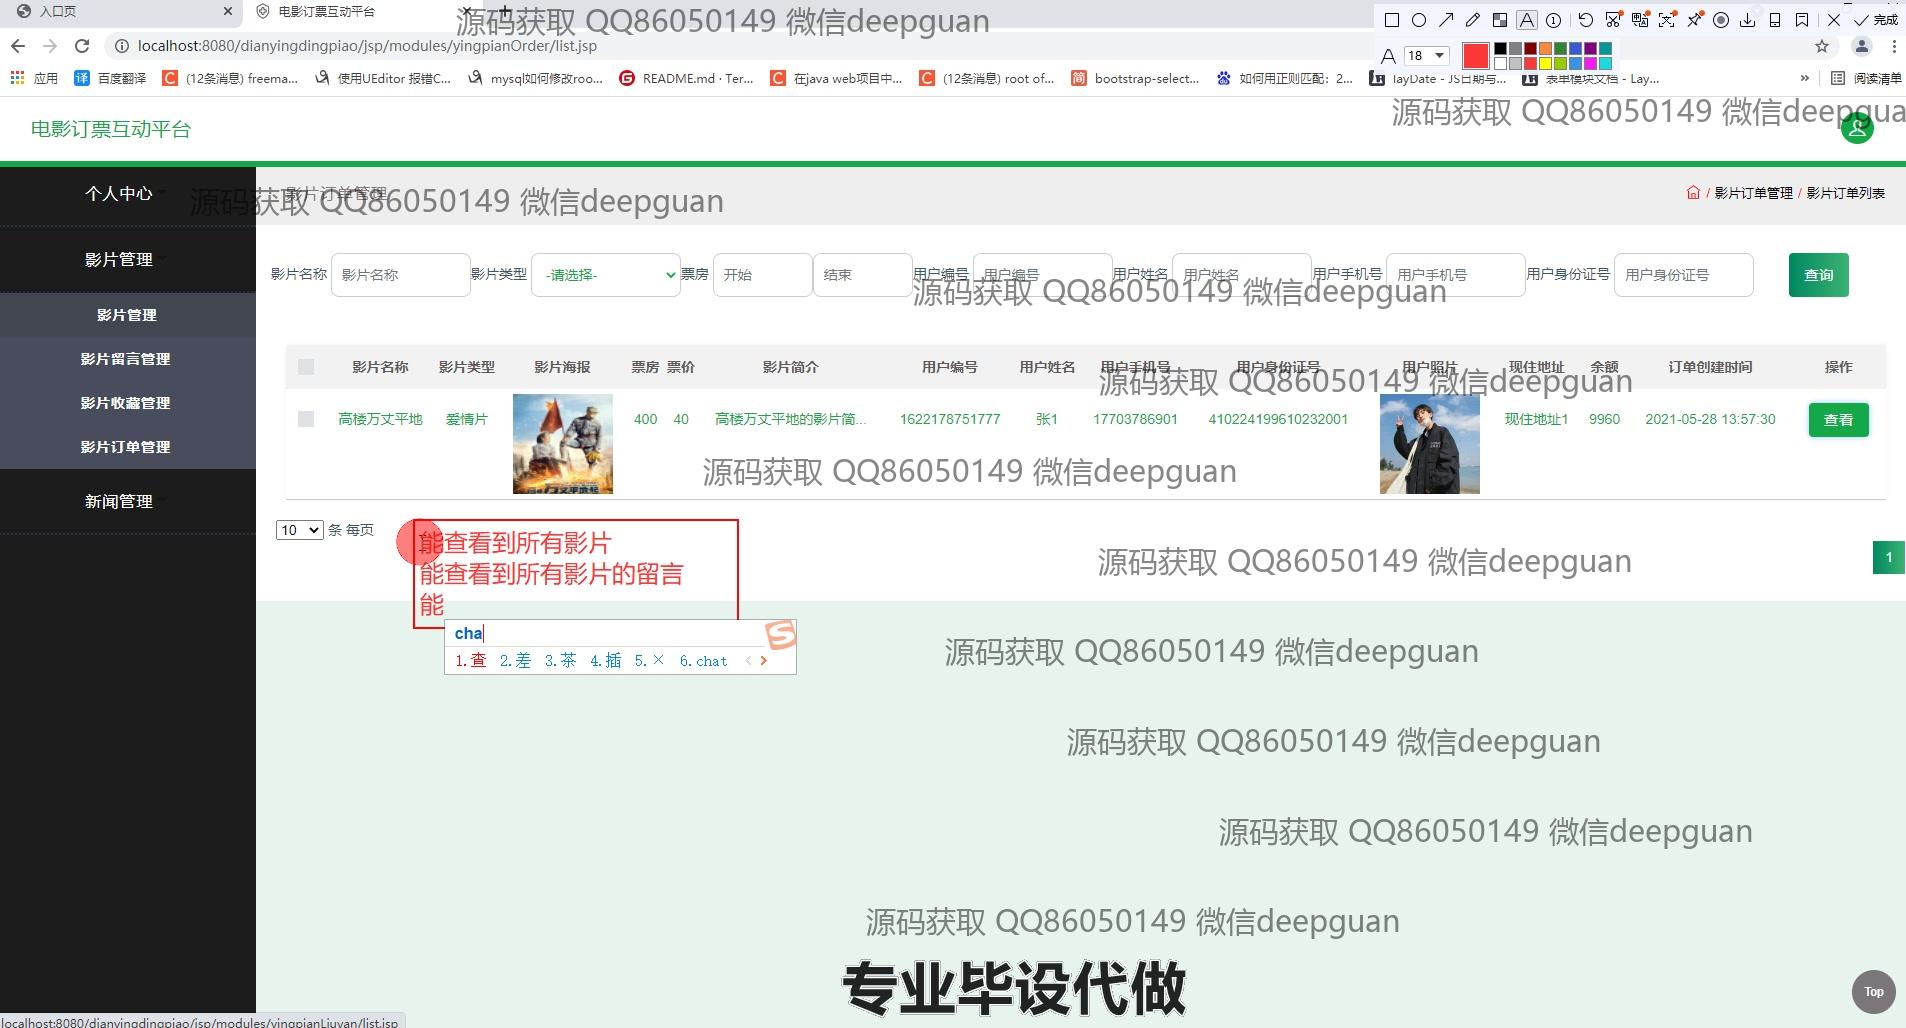 入口页
电影订票互动平台
源码获取 QQ86050149 微信deepguan
完成
localhost:8080/dianyingdingpiao/jsp/modules/yingpianOrder/list.jsp
18
应用
百度翻译
(12条消息) freema...
使用UEditor 报错C...
mysql如何修改roo...
README.md · Ter...
在java web项目中...
(12条消息) root of...
bootstrap-select...
如何用正则匹配：2...
layDate - JS日期与...
表单模块文档 - Lay...
阅读清单
电影订票互动平台
源码获取 QQ86050149 微信deepgua
个人中心
影片订单管理
源码获取 QQ86050149 微信deepguan
/ 影片订单管理 / 影片订单列表
影片管理
影片管理
影片留言管理
影片收藏管理
影片订单管理
新闻管理
影片名称 影片名称 影片类型 -请选择- 票房 开始 结束 用户编号 用户编号 用户姓名 用户姓名 用户手机号 用户手机号 用户身份证号 用户身份证号 查询
源码获取 QQ86050149 微信deepguan
影片名称 影片类型 影片海报 票房 票价 影片简介 用户编号 用户姓名 用户手机号 用户身份证号 用户照片 现住地址 余额 订单创建时间 操作
源码获取 QQ86050149 微信deepguan
高楼万丈平地 爱情片 400 40 高楼万丈平地的影片简... 1622178751777 张1 17703786901 410224199610232001 现住地址1 9960 2021-05-28 13:57:30 查看
源码获取 QQ86050149 微信deepguan
10 条 每页
能查看到所有影片
能查看到所有影片的留言
能
源码获取 QQ86050149 微信deepguan
1
cha
1.查 2.差 3.茶 4.插 5.× 6.chat
源码获取 QQ86050149 微信deepguan
源码获取 QQ86050149 微信deepguan
源码获取 QQ86050149 微信deepguan
源码获取 QQ86050149 微信deepguan
专业毕设代做
Top
localhost:8080/dianyingdingpiao/jsp/modules/yingpianLiuyan/list.jsp